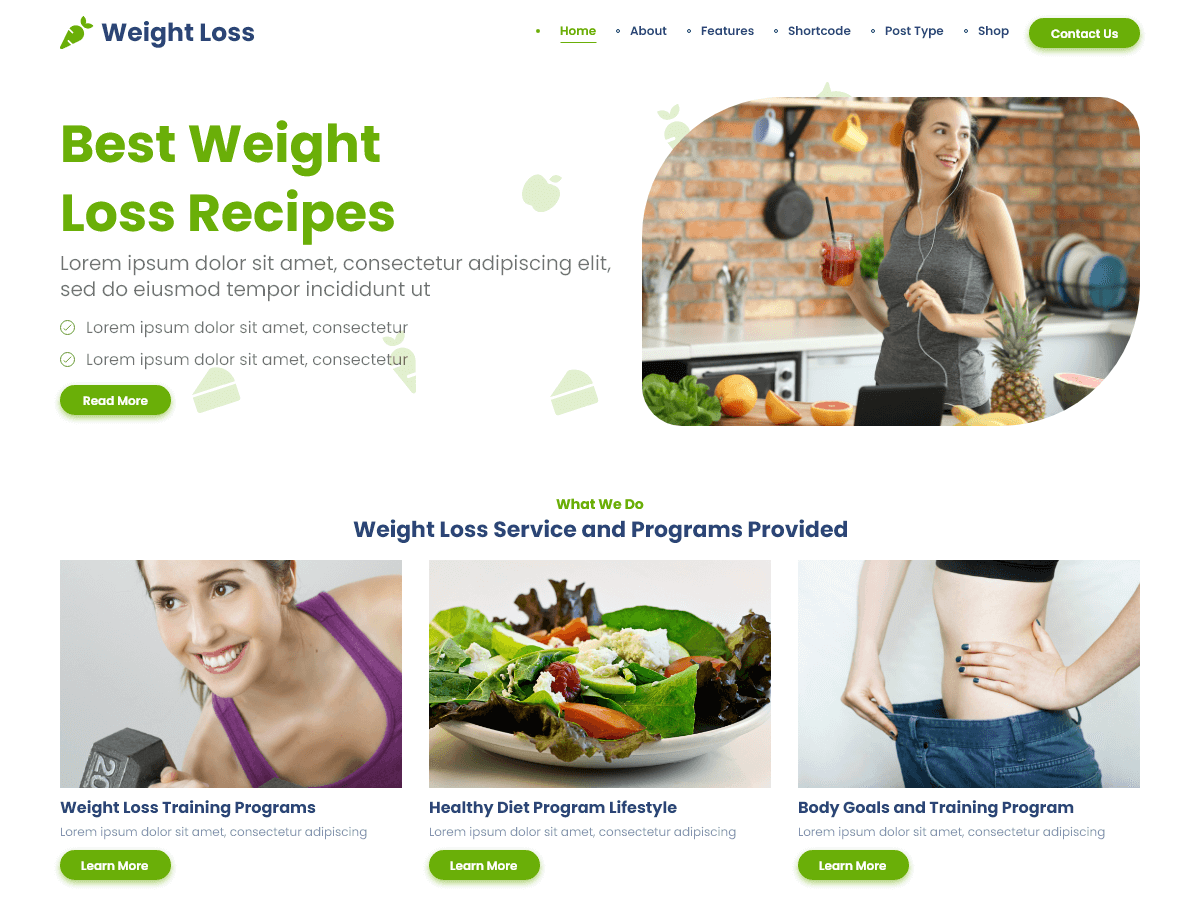 Weight Loss
Home
About
Features
Shortcode
Post Type
Shop
Contact Us
Best Weight
Loss Recipes
Lorem ipsum dolor sit amet, consectetur adipiscing elit,
sed do eiusmod tempor incididunt ut
Lorem ipsum dolor sit amet, consectetur
Lorem ipsum dolor sit amet, consectetur
Read More
What We Do
Weight Loss Service and Programs Provided
20
Weight Loss Training Programs
Lorem ipsum dolor sit amet, consectetur adipiscing
Learn More
Healthy Diet Program Lifestyle
Lorem ipsum dolor sit amet, consectetur adipiscing
Learn More
Body Goals and Training Program
Lorem ipsum dolor sit amet, consectetur adipiscing
Learn More